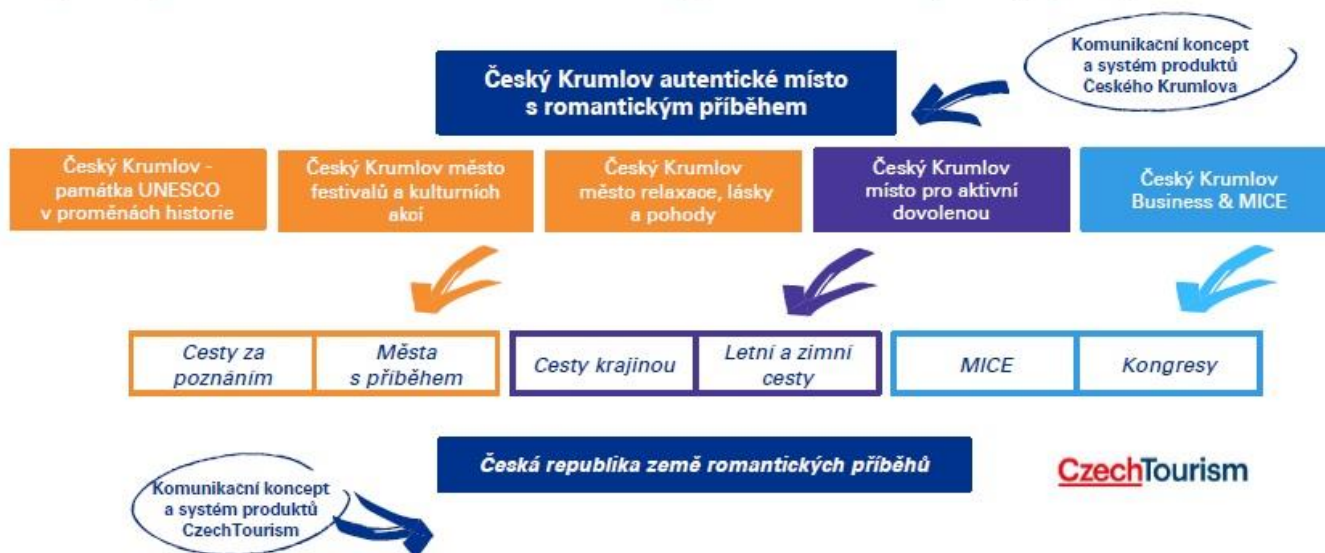 Komunikační koncept
a systém produktů
Českého Krumlova
Český Krumlov autentické místo
s romantickým příběhem
Český Krumlov -
památka UNESCO
v proměnách historie
Český Krumlov město
festivalů a kulturních
akcí
Český Krumlov
město relaxace, lásky
a pohody
Český Krumlov
místo pro aktivní
dovolenou
Český Krumlov
Business & MICE
Cesty za
poznáním
Města
s příběhem
Cesty krajinou
Letní a zimní
cesty
MICE
Kongresy
Česká republika země romantických příběhů
CzechTourism
Komunikační koncept
a systém produktů
CzechTourism